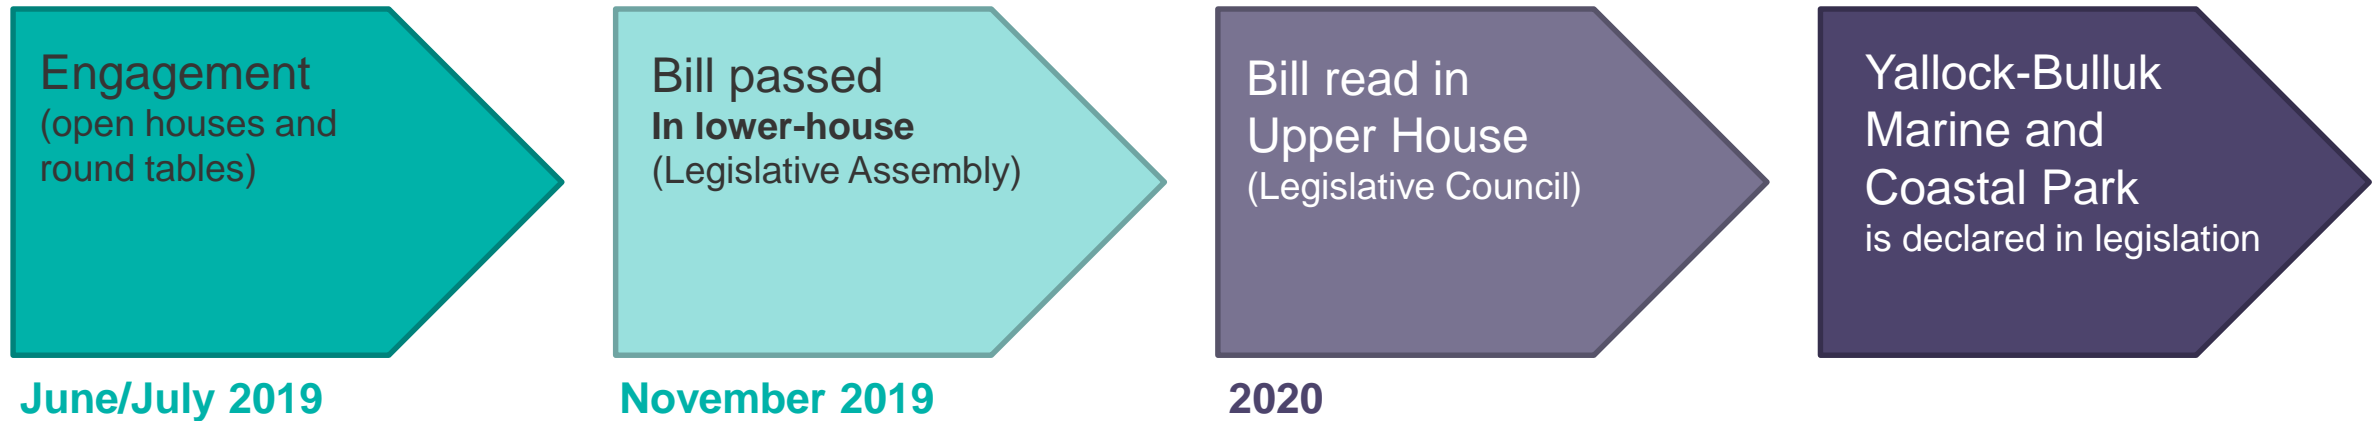 Engagement
(open houses and
round tables)
June/July 2019
Bill passed
In lower-house
(Legislative Assembly)
November 2019
Bill read in
Upper House
(Legislative Council)
2020
Yallock-Bulluk
Marine and
Coastal Park
is declared in legislation